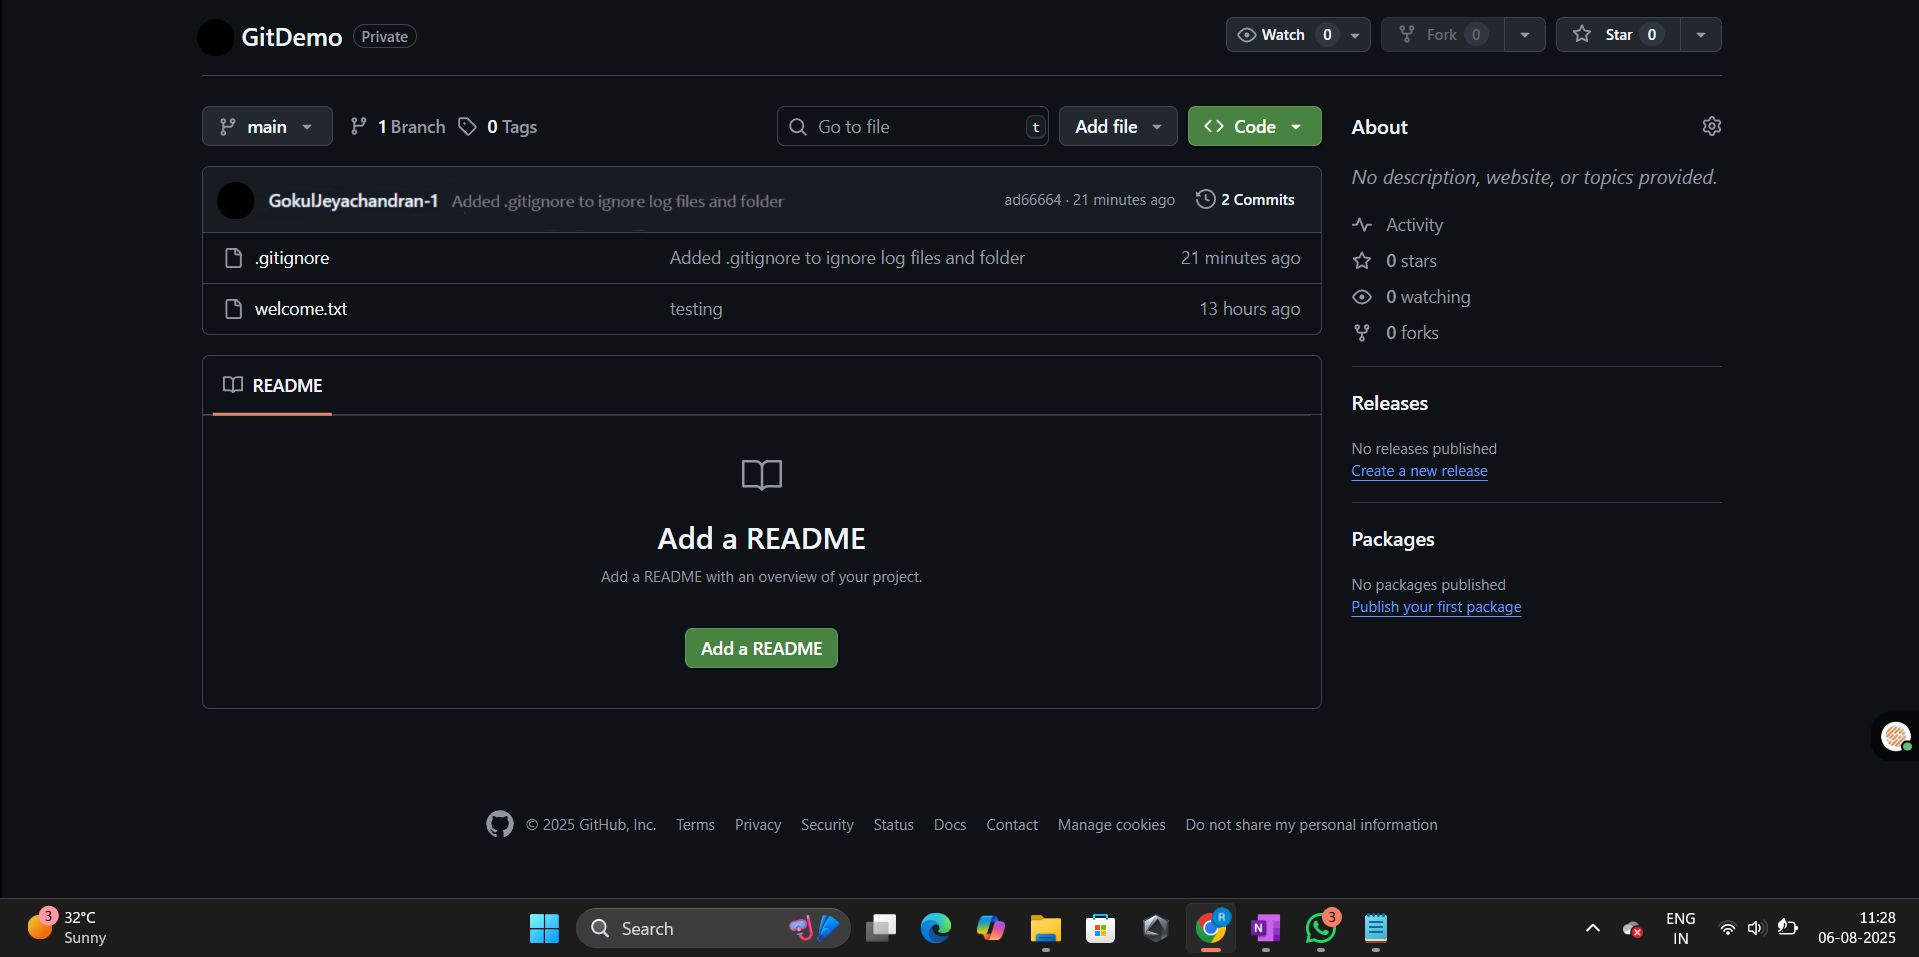 GitDemo Private
Watch 0
Fork 0
Star 0
main
1 Branch
0 Tags
Go to file
t
Add file
Code
GokulJeyachandran-1 Added .gitignore to ignore log files and folder
ad66664 · 21 minutes ago
2 Commits
.gitignore Added .gitignore to ignore log files and folder 21 minutes ago
welcome.txt testing 13 hours ago
README
Add a README
Add a README with an overview of your project.
Add a README
About
No description, website, or topics provided.
Activity
0 stars
0 watching
0 forks
Releases
No releases published
Create a new release
Packages
No packages published
Publish your first package
© 2025 GitHub, Inc. Terms Privacy Security Status Docs Contact Manage cookies Do not share my personal information
3
32°C
Sunny
Search
R
N
3
ENG
IN
11:28
06-08-2025